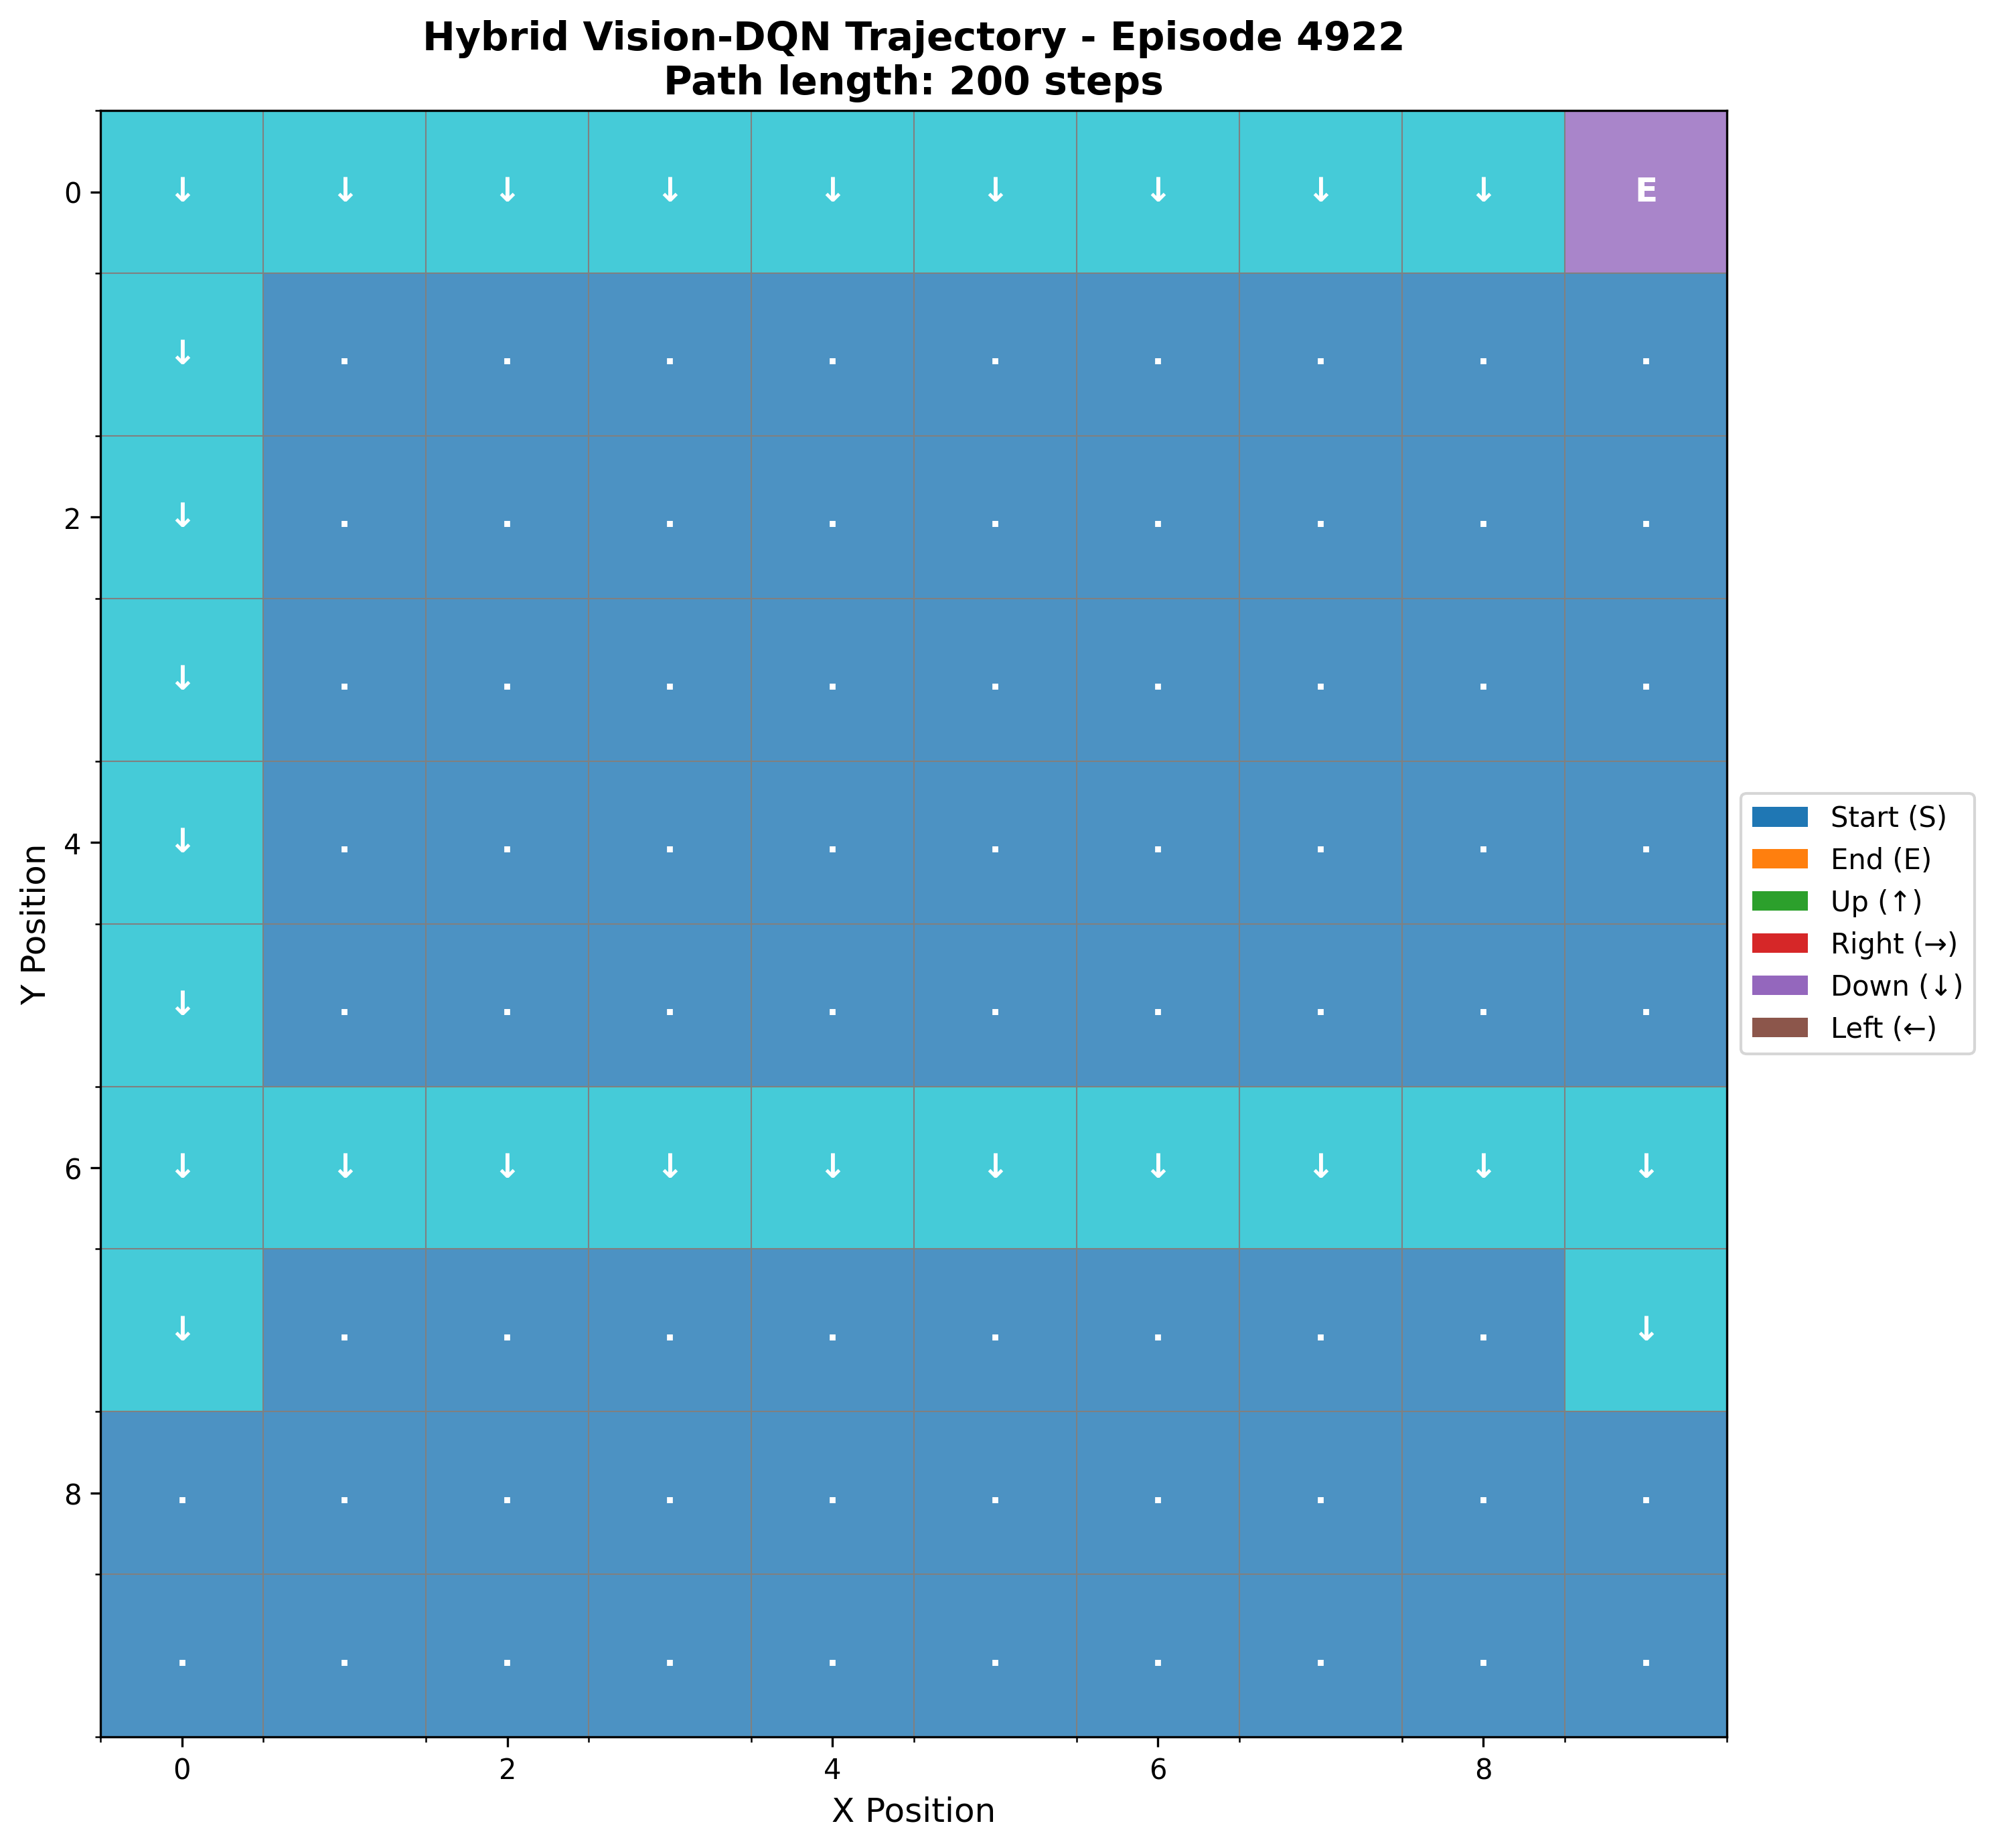 Hybrid Vision-DQN Trajectory - Episode 4922
Path length: 200 steps
0 ↓ ↓ ↓ ↓ ↓ ↓ ↓ ↓ ↓ E
↓ . . . . . . . . .
2 ↓ . . . . . . . . .
↓ . . . . . . . . .
4 ↓ . . . . . . . . .
↓ . . . . . . . . .
6 ↓ ↓ ↓ ↓ ↓ ↓ ↓ ↓ ↓ ↓
↓ . . . . . . . . ↓
8 . . . . . . . . . .
. . . . . . . . . .
0 2 4 6 8
X Position
Y Position
Start (S)
End (E)
Up (↑)
Right (→)
Down (↓)
Left (←)